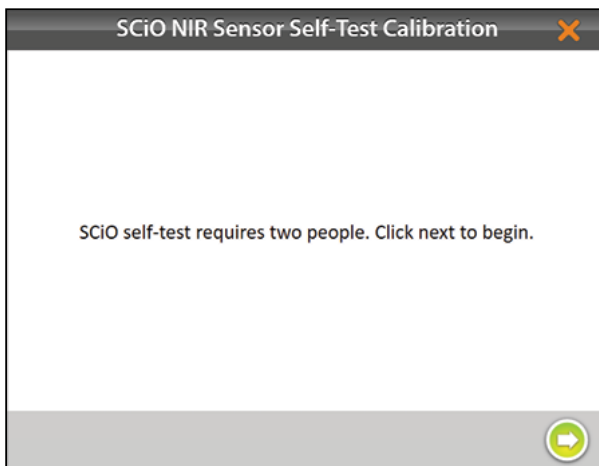 SCiO NIR Sensor Self-Test Calibration
SCiO self-test requires two people. Click next to begin.